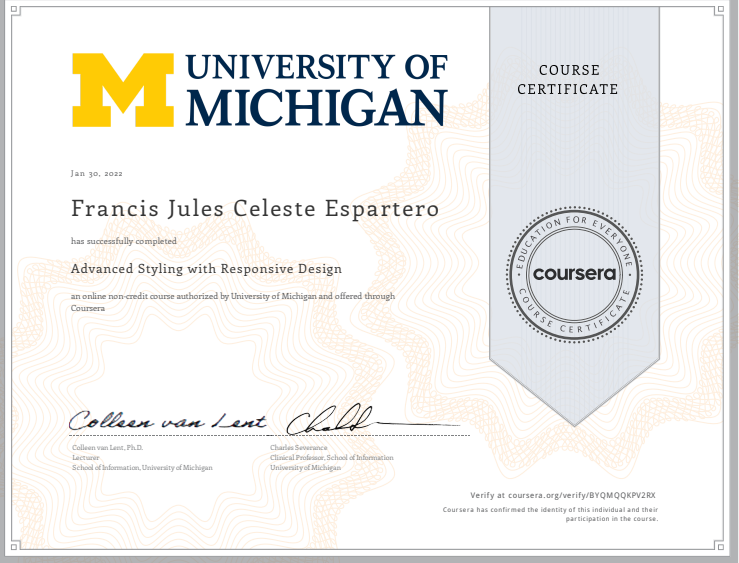 UNIVERSITY OF
MICHIGAN
COURSE
CERTIFICATE
Jan 30, 2022
Francis Jules Celeste Espartero
has successfully completed
Advanced Styling with Responsive Design
an online non-credit course authorized by University of Michigan and offered through
Coursera
EDUCATION FOR EVERYONE
coursera
COURSE CERTIFICATE
Colleen van Lent
Colleen van Lent, Ph.D.
Lecturer
School of Information, University of Michigan
Charles Severance
Clinical Professor, School of Information
University of Michigan
Verify at coursera.org/verify/BYQMQQKPV2RX
Coursera has confirmed the identity of this individual and their
participation in the course.